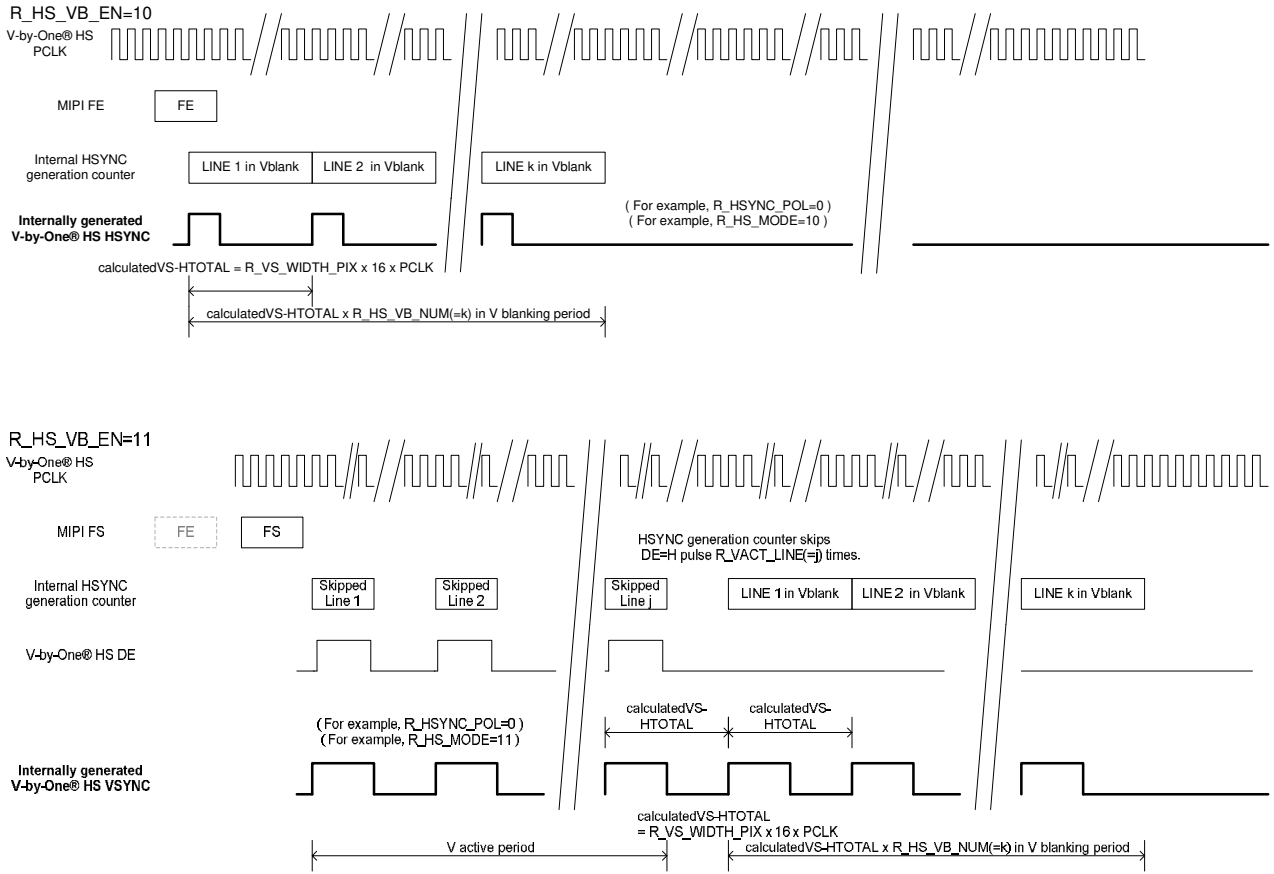 R_HS_VB_EN=10
V-by-One® HS
PCLK
MIPI FE
FE
Internal HSYNC
generation counter
LINE 1 in Vblank
LINE 2 in Vblank
LINE k in Vblank
Internally generated
V-by-One® HS HSYNC
( For example, R_HSYNC_POL=0 )
( For example, R_HS_MODE=10 )
calculatedVS-HTOTAL = R_VS_WIDTH_PIX x 16 x PCLK
calculatedVS-HTOTAL x R_HS_VB_NUM(=k) in V blanking period
R_HS_VB_EN=11
V-by-One® HS
PCLK
MIPI FS
FE
FS
HSYNC generation counter skips
DE=H pulse R_VACT_LINE(=j) times.
Internal HSYNC
generation counter
Skipped
Line 1
Skipped
Line 2
Skipped
Line j
LINE 1 in Vblank
LINE 2 in Vblank
LINE k in Vblank
V-by-One® HS DE
calculatedVS-
HTOTAL
calculatedVS-
HTOTAL
( For example, R_HSYNC_POL=0 )
( For example, R_HS_MODE=11 )
Internally generated
V-by-One® HS VSYNC
calculatedVS-HTOTAL
= R_VS_WIDTH_PIX x 16 x PCLK
V active period
calculatedVS-HTOTAL x R_HS_VB_NUM(=k) in V blanking period